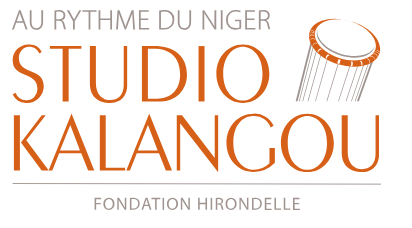 AU RYTHME DU NIGER
STUDIO
KALANGOU
FONDATION HIRONDELLE